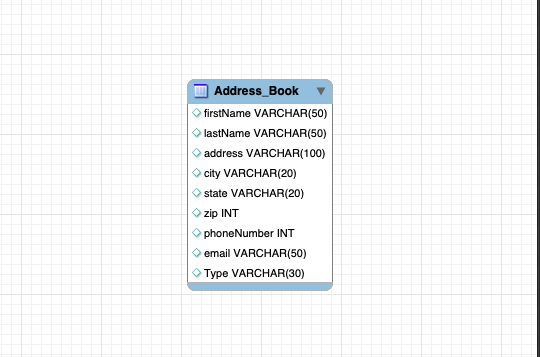 Address_Book
firstName VARCHAR(50)
lastName VARCHAR(50)
address VARCHAR(100)
city VARCHAR(20)
state VARCHAR(20)
zip INT
phoneNumber INT
email VARCHAR(50)
Type VARCHAR(30)